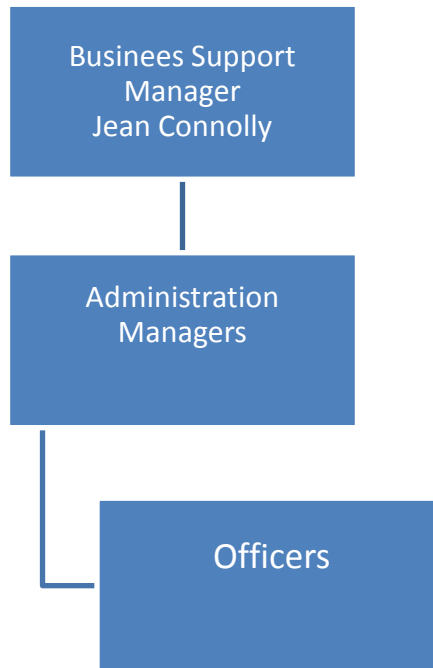 Businees Support
Manager
Jean Connolly
Administration
Managers
Officers